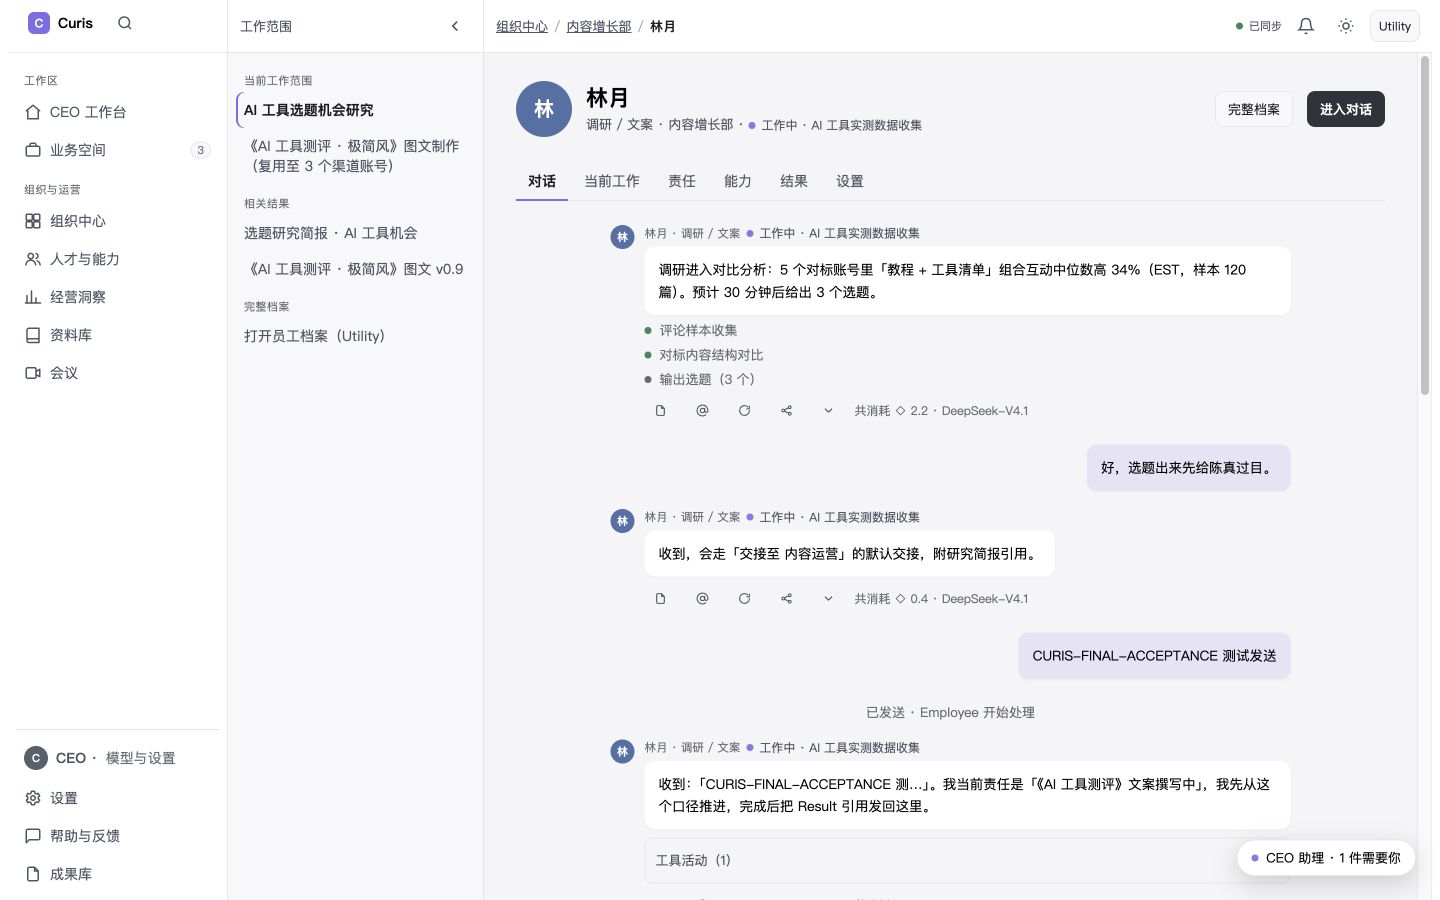 C Curis
工作区
CEO 工作台
业务空间 3
组织与运营
组织中心
人才与能力
经营洞察
资料库
会议
C CEO · 模型与设置
设置
帮助与反馈
成果库
工作范围
当前工作范围
AI 工具选题机会研究
《AI 工具测评 · 极简风》图文制作
（复用至 3 个渠道账号）
相关结果
选题研究简报 · AI 工具机会
《AI 工具测评 · 极简风》图文 v0.9
完整档案
打开员工档案（Utility）
组织中心 / 内容增长部 / 林月
已同步
Utility
林
林月
调研 / 文案 · 内容增长部 · 工作中 · AI 工具实测数据收集
完整档案
进入对话
对话 当前工作 责任 能力 结果 设置
林 林月 · 调研 / 文案 工作中 · AI 工具实测数据收集
调研进入对比分析：5 个对标账号里「教程 + 工具清单」组合互动中位数高 34%（EST，样本 120
篇）。预计 30 分钟后给出 3 个选题。
评论样本收集
对标内容结构对比
输出选题（3 个）
共消耗 ◇ 2.2 · DeepSeek-V4.1
好，选题出来先给陈真过目。
林 林月 · 调研 / 文案 工作中 · AI 工具实测数据收集
收到，会走「交接至 内容运营」的默认交接，附研究简报引用。
共消耗 ◇ 0.4 · DeepSeek-V4.1
CURIS-FINAL-ACCEPTANCE 测试发送
已发送 · Employee 开始处理
林 林月 · 调研 / 文案 工作中 · AI 工具实测数据收集
收到：「CURIS-FINAL-ACCEPTANCE 测…」。我当前责任是「《AI 工具测评》文案撰写中」，我先从这
个口径推进，完成后把 Result 引用发回这里。
工具活动（1）
CEO 助理 · 1 件需要你